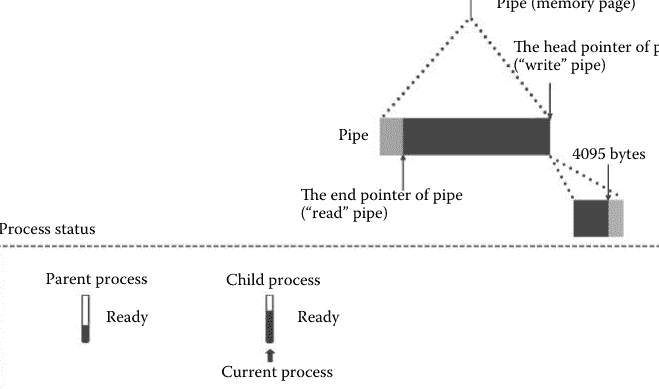 Pipe (memory page)
The head pointer of p
(“write” pipe)
Pipe
4095 bytes
The end pointer of pipe
(“read” pipe)
Process status
Parent process
Child process
Ready
Ready
Current process